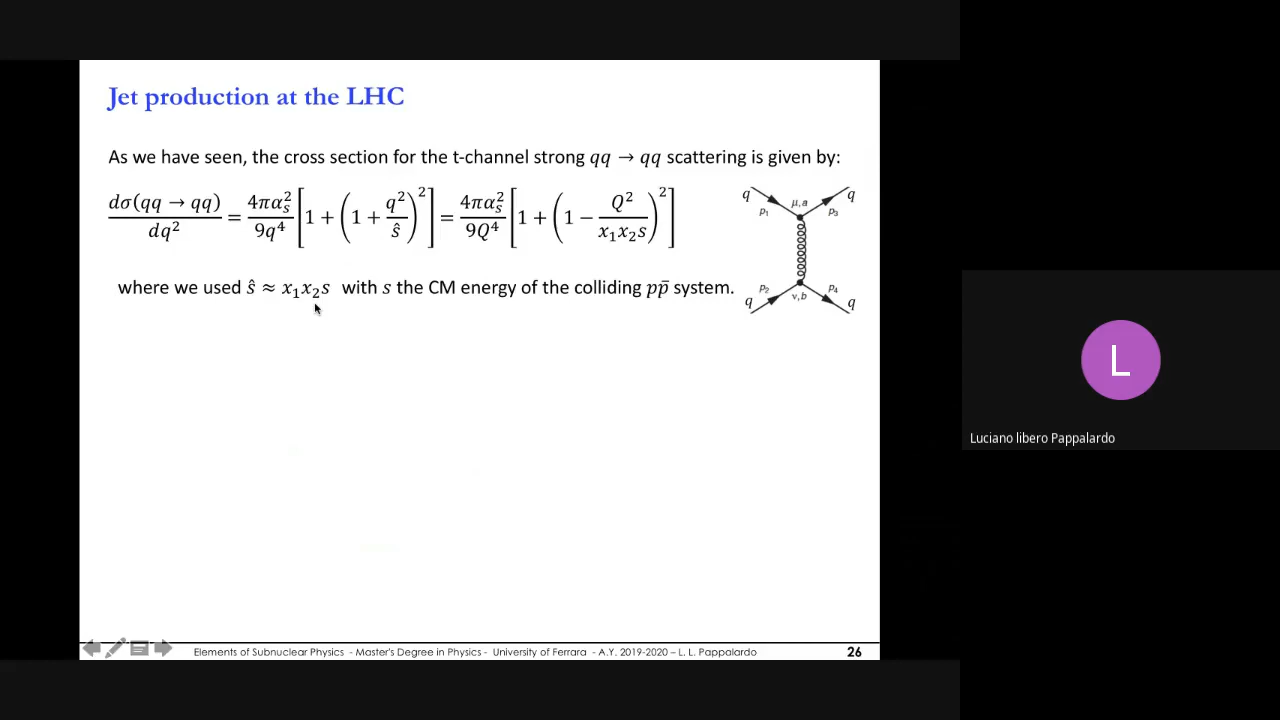 Jet production at the LHC
As we have seen, the cross section for the t-channel strong 𝑞𝑞 → 𝑞𝑞 scattering is given by:
dσ(qq → qq)/dq² = 4πα_s²/9q⁴ [1 + (1 + q²/ŝ)²] = 4πα_s²/9Q⁴ [1 + (1 − Q²/x₁x₂s)²]
where we used ŝ ≈ x₁x₂s with s the CM energy of the colliding pp̄ system.
q μ,a q
p₁ p₃
p₂ p₄
q ν,b q
L
Luciano libero Pappalardo
Elements of Subnuclear Physics - Master's Degree in Physics - University of Ferrara - A.Y. 2019-2020 – L. L. Pappalardo 26